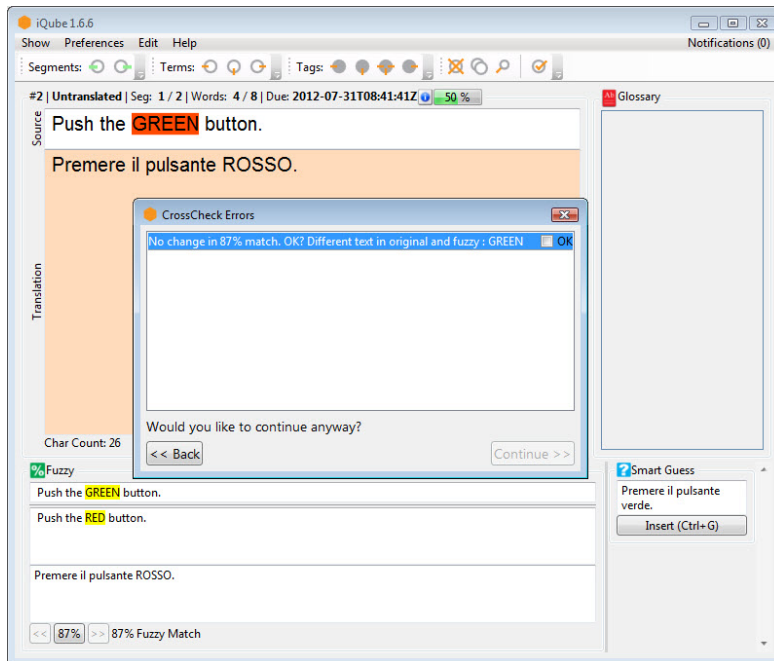 iQube 1.6.6
Show Preferences Edit Help Notifications (0)
Segments: Terms: Tags:
#2 | Untranslated | Seg: 1 / 2 | Words: 4 / 8 | Due: 2012-07-31T08:41:41Z 50 %
Glossary
Source
Push the GREEN button.
Translation
Premere il pulsante ROSSO.
CrossCheck Errors
No change in 87% match. OK? Different text in original and fuzzy : GREEN OK
Would you like to continue anyway?
<< Back Continue >>
Char Count: 26
% Fuzzy
Push the GREEN button.
Push the RED button.
Premere il pulsante ROSSO.
<< 87% >> 87% Fuzzy Match
? Smart Guess
Premere il pulsante
verde.
Insert (Ctrl+G)